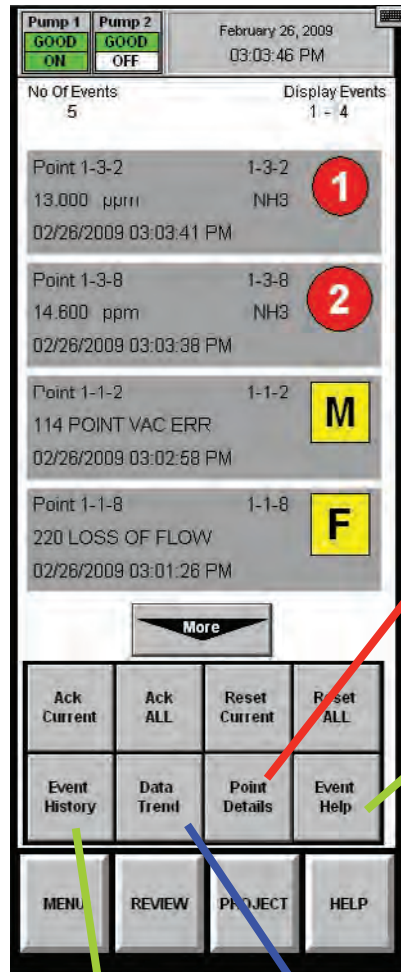 Pump 1 Pump 2 February 26, 2009
GOOD GOOD 03:03:46 PM
ON OFF
No Of Events Display Events
5 1 - 4
Point 1-3-2 1-3-2 1
13.000 ppm NH3
02/26/2009 03:03:41 PM
Point 1-3-8 1-3-8 2
14.600 ppm NH3
02/26/2009 03:03:38 PM
Point 1-1-2 1-1-2 M
114 POINT VAC ERR
02/26/2009 03:02:58 PM
Point 1-1-8 1-1-8 F
220 LOSS OF FLOW
02/26/2009 03:01:26 PM
More
Ack Current Ack ALL Reset Current Reset ALL
Event History Data Trend Point Details Event Help
MENU REVIEW PROJECT HELP